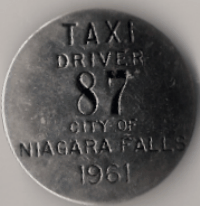 TAXI
DRIVER
87
CITY OF
NIAGARA FALLS
1961